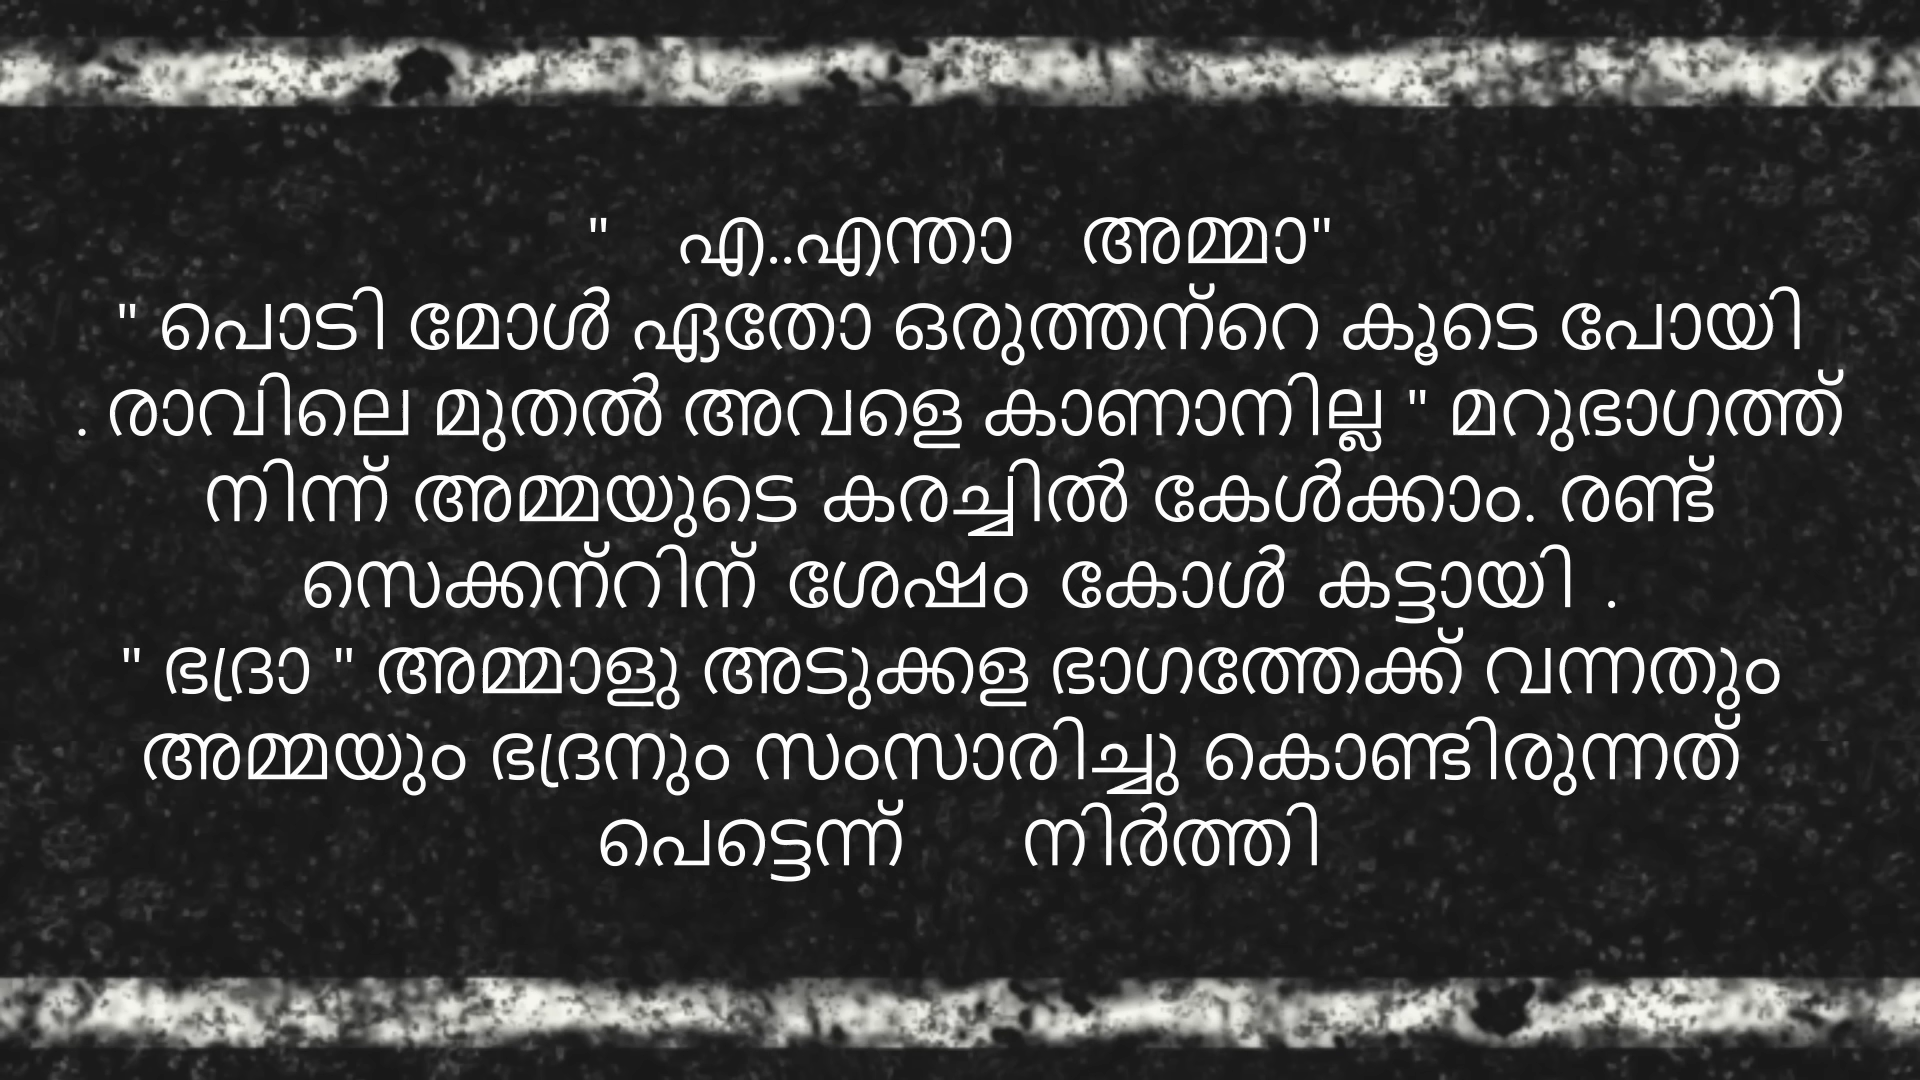 " എ..എന്താ അമ്മാ"
" പൊടി മോൾ ഏതോ ഒരുത്തന്റെ കൂടെ പോയി
. രാവിലെ മുതൽ അവളെ കാണാനില്ല " മറുഭാഗത്ത്
നിന്ന് അമ്മയുടെ കരച്ചിൽ കേൾക്കാം. രണ്ട്
സെക്കന്റിന് ശേഷം കോൾ കട്ടായി .
" ഭദ്രാ " അമ്മാളു അടുക്കള ഭാഗത്തേക്ക് വന്നതും
അമ്മയും ഭദ്രനും സംസാരിച്ചു കൊണ്ടിരുന്നത്
പെട്ടെന്ന് നിർത്തി